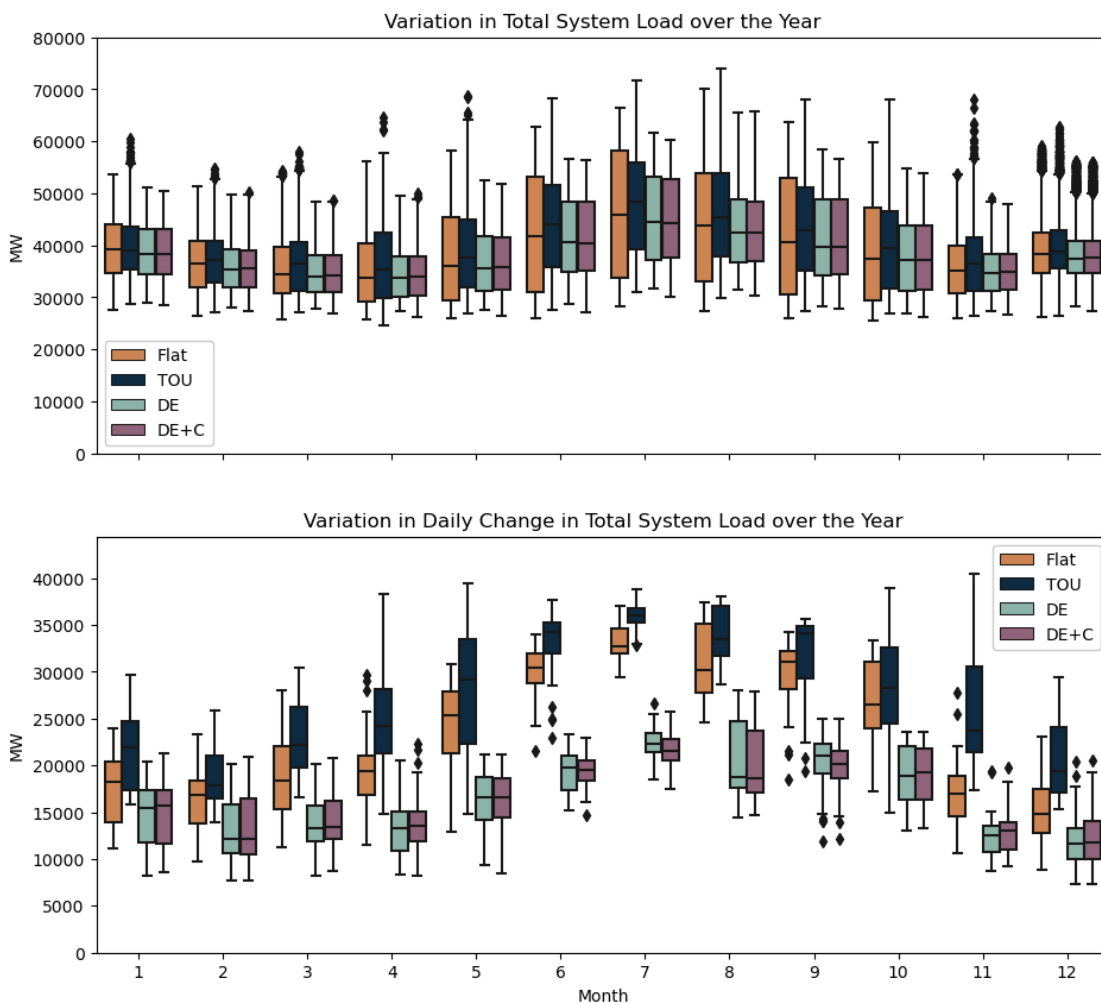 Variation in Total System Load over the Year
80000
70000
60000
50000
40000
30000
20000
10000
0
MW
Flat
TOU
DE
DE+C
Variation in Daily Change in Total System Load over the Year
40000
35000
30000
25000
20000
15000
10000
5000
0
MW
Flat
TOU
DE
DE+C
1 2 3 4 5 6 7 8 9 10 11 12
Month